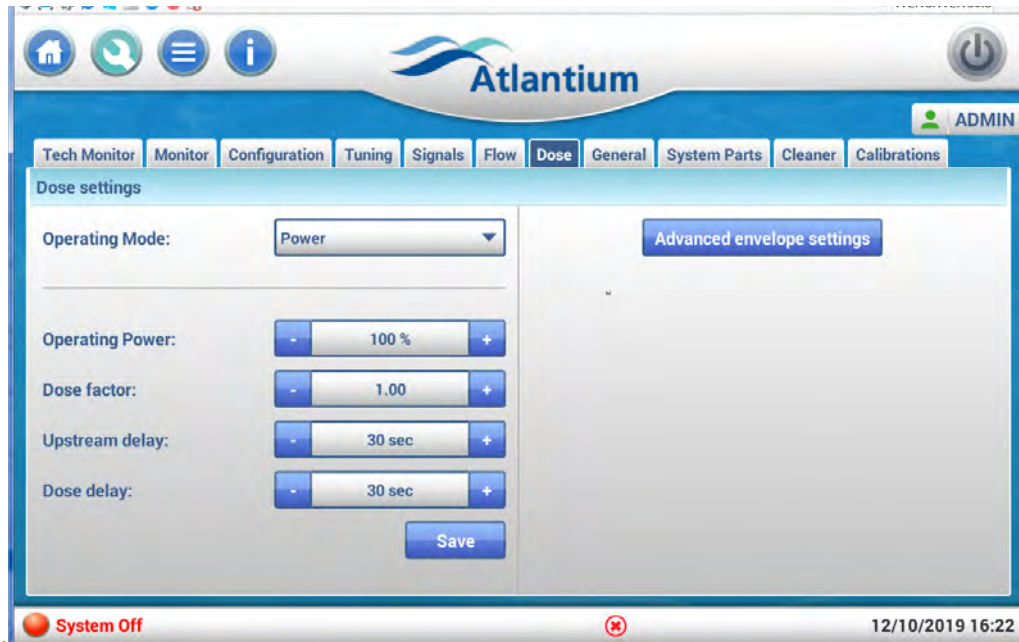 Atlantium
ADMIN
Tech Monitor Monitor Configuration Tuning Signals Flow Dose General System Parts Cleaner Calibrations
Dose settings
Operating Mode: Power Advanced envelope settings
Operating Power: - 100 % +
Dose factor: - 1.00 +
Upstream delay: - 30 sec +
Dose delay: - 30 sec +
Save
System Off 12/10/2019 16:22